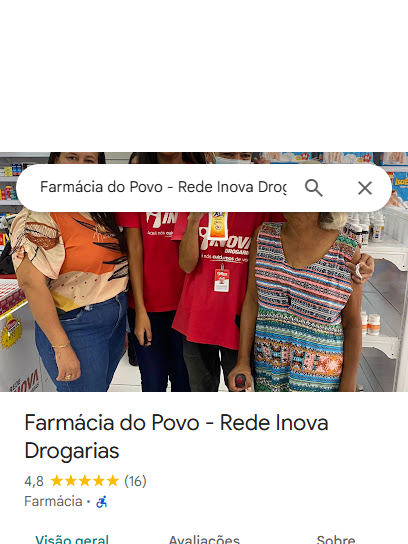 Farmácia do Povo - Rede Inova Drog
INOVA
DROGARIAS
Farmácia do Povo - Rede Inova
Drogarias
4,8 (16)
Farmácia ·
Visão geral Avaliações Sobre